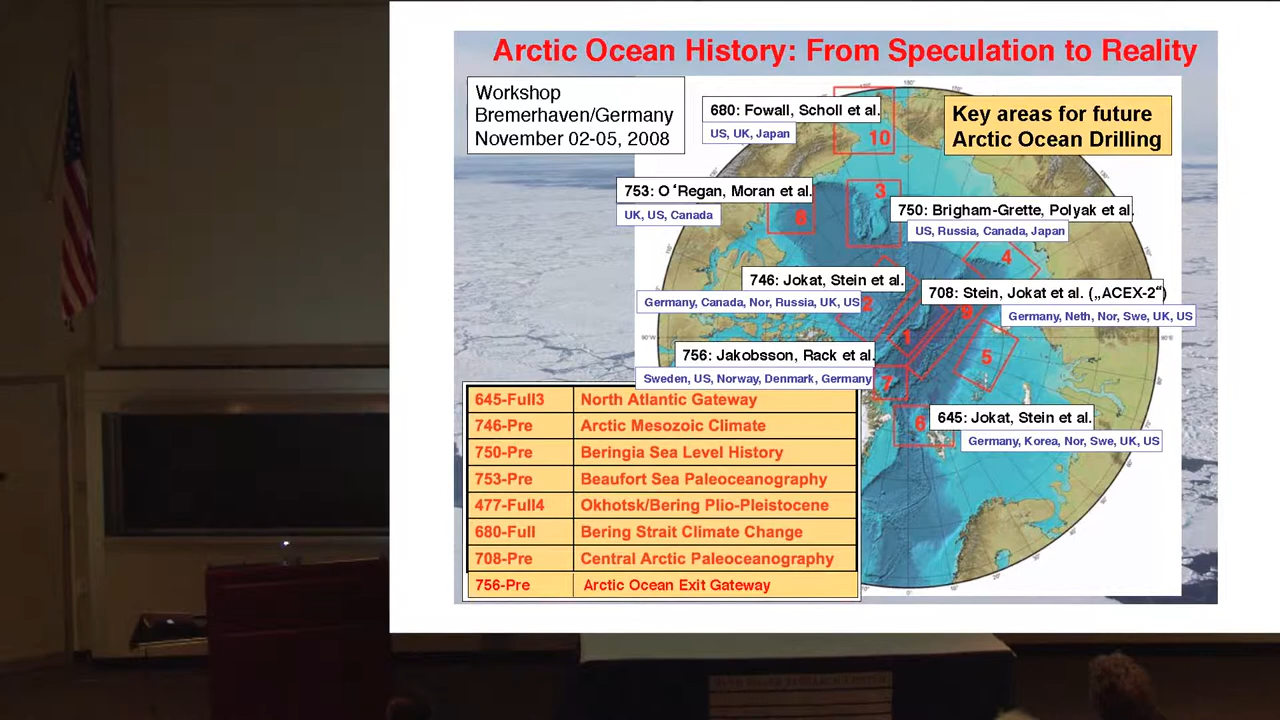 Arctic Ocean History: From Speculation to Reality
Workshop
Bremerhaven/Germany
November 02-05, 2008
680: Fowall, Scholl et al.
US, UK, Japan
10
Key areas for future
Arctic Ocean Drilling
753: O‘Regan, Moran et al.
UK, US, Canada
8
3
750: Brigham-Grette, Polyak et al.
US, Russia, Canada, Japan
4
746: Jokat, Stein et al.
Germany, Canada, Nor, Russia, UK, US
2
708: Stein, Jokat et al. („ACEX-2“)
Germany, Neth, Nor, Swe, UK, US
9
1
756: Jakobsson, Rack et al.
Sweden, US, Norway, Denmark, Germany
5
7
645: Jokat, Stein et al.
Germany, Korea, Nor, Swe, UK, US
6
645-Full3 North Atlantic Gateway
746-Pre Arctic Mesozoic Climate
750-Pre Beringia Sea Level History
753-Pre Beaufort Sea Paleoceanography
477-Full4 Okhotsk/Bering Plio-Pleistocene
680-Full Bering Strait Climate Change
708-Pre Central Arctic Paleoceanography
756-Pre Arctic Ocean Exit Gateway